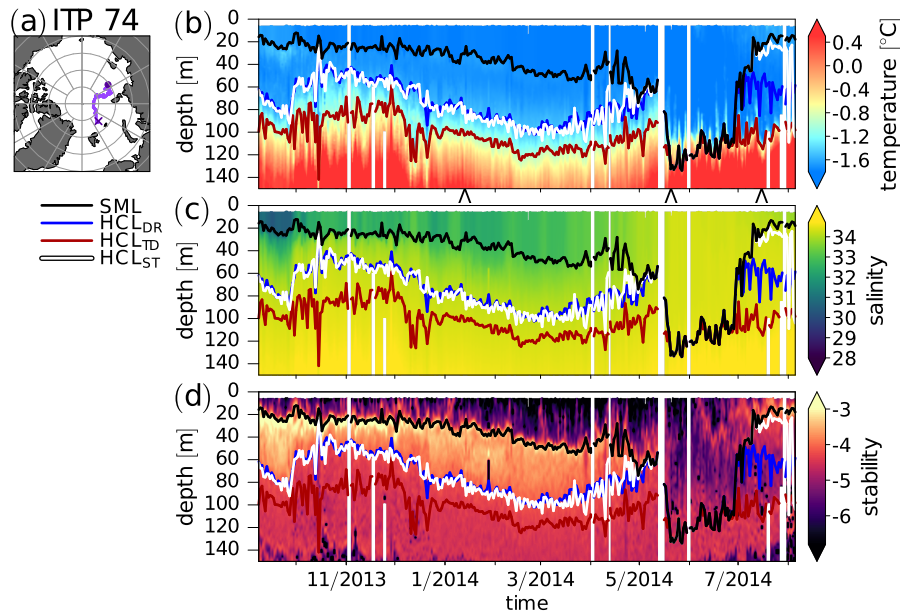 (a) ITP 74
SML
HCL_DR
HCL_TD
HCL_ST
(b)
0
20
40
60
80
100
120
140
depth [m]
0.4
0.0
-0.4
-0.8
-1.2
-1.6
temperature [°C]
(c)
0
20
40
60
80
100
120
140
depth [m]
34
33
32
31
30
29
28
salinity
(d)
0
20
40
60
80
100
120
140
depth [m]
-3
-4
-5
-6
stability
11/2013 1/2014 3/2014 5/2014 7/2014
time